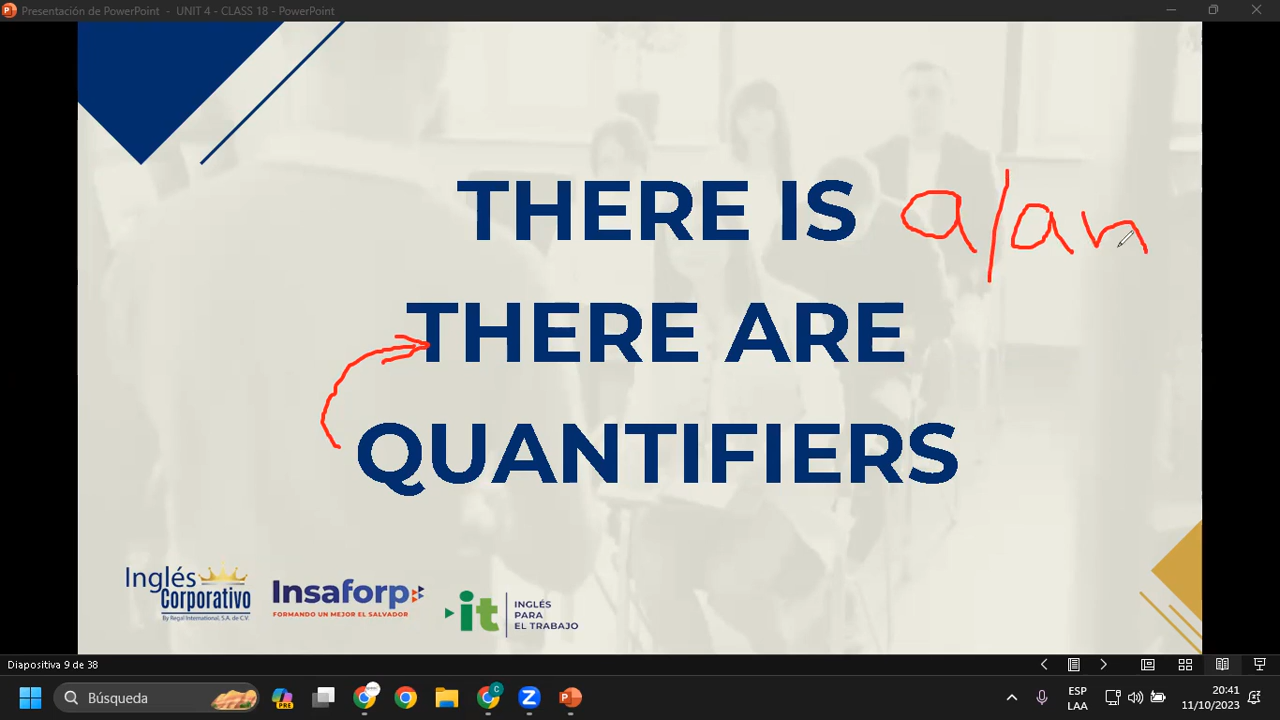 Presentación de PowerPoint - UNIT 4 - CLASS 18 - PowerPoint
THERE IS a/an
THERE ARE
QUANTIFIERS
Inglés
Corporativo
By Regal International, S.A. de C.V.
Insaforp
FORMANDO UN MEJOR EL SALVADOR
it
INGLÉS
PARA
EL TRABAJO
Diapositiva 9 de 38
Búsqueda
PRE
C
Z
ESP
LAA
20:41
11/10/2023